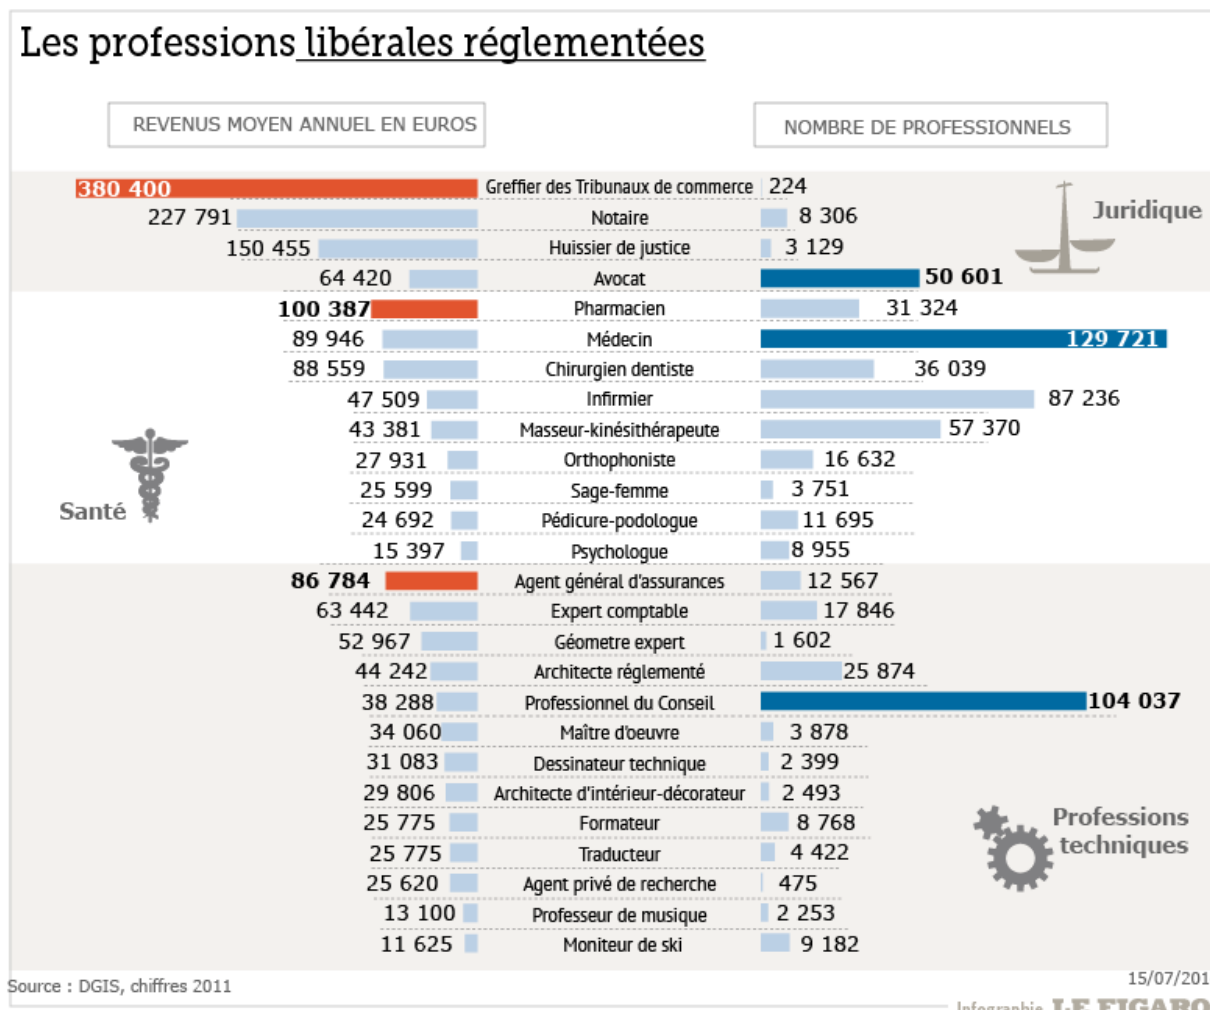 Les professions libérales réglementées
REVENUS MOYEN ANNUEL EN EUROS
NOMBRE DE PROFESSIONNELS
Juridique
380 400 Greffier des Tribunaux de commerce 224
227 791 Notaire 8 306
150 455 Huissier de justice 3 129
64 420 Avocat 50 601
Santé
100 387 Pharmacien 31 324
89 946 Médecin 129 721
88 559 Chirurgien dentiste 36 039
47 509 Infirmier 87 236
43 381 Masseur-kinésithérapeute 57 370
27 931 Orthophoniste 16 632
25 599 Sage-femme 3 751
24 692 Pédicure-podologue 11 695
15 397 Psychologue 8 955
Professions
techniques
86 784 Agent général d'assurances 12 567
63 442 Expert comptable 17 846
52 967 Géometre expert 1 602
44 242 Architecte réglementé 25 874
38 288 Professionnel du Conseil 104 037
34 060 Maître d'oeuvre 3 878
31 083 Dessinateur technique 2 399
29 806 Architecte d'intérieur-décorateur 2 493
25 775 Formateur 8 768
25 775 Traducteur 4 422
25 620 Agent privé de recherche 475
13 100 Professeur de musique 2 253
11 625 Moniteur de ski 9 182
Source : DGIS, chiffres 2011
15/07/201
Infographie LE FIGARO